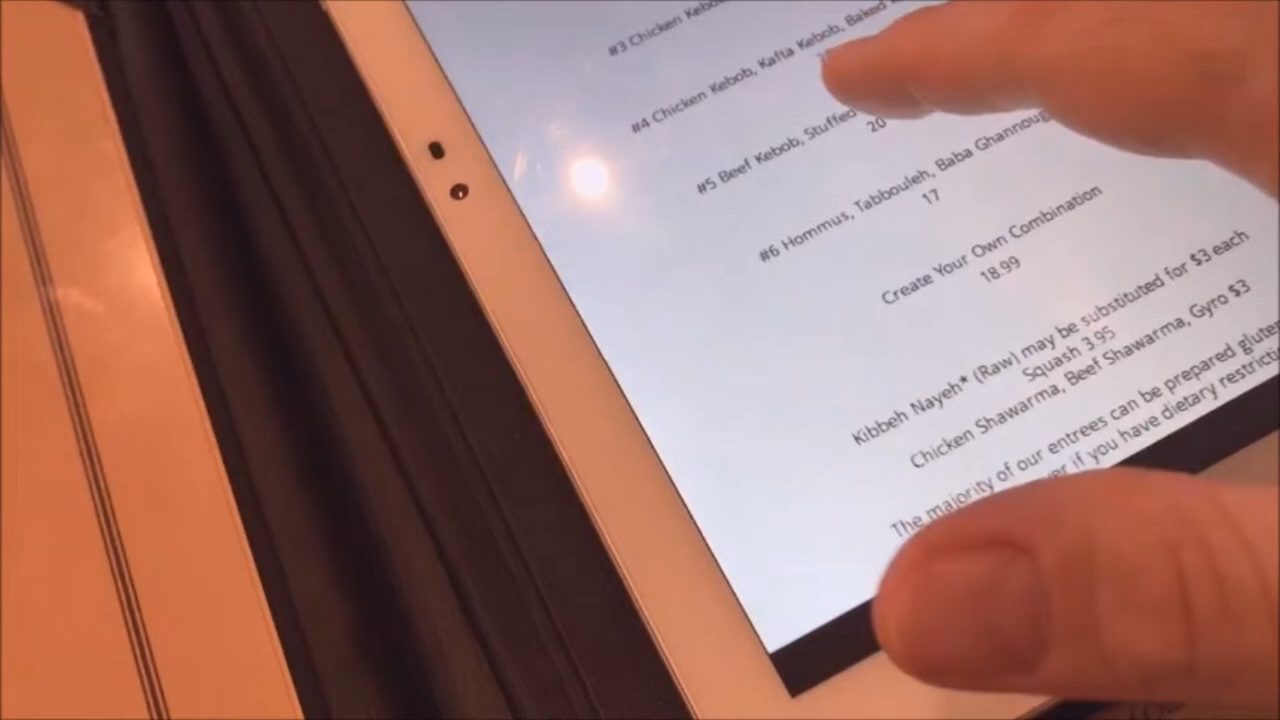 #3 Chicken Kebob
#4 Chicken Kebob, Kafta Kebob, Baked
#5 Beef Kebob, Stuffed
20
#6 Hommus, Tabbouleh, Baba Ghannoug
17
Create Your Own Combination
18.99
Kibbeh Nayeh* (Raw) may be substituted for $3 each
Squash 3.95
Chicken Shawarma, Beef Shawarma, Gyro $3
The majority of our entrees can be prepared
if you have dietary